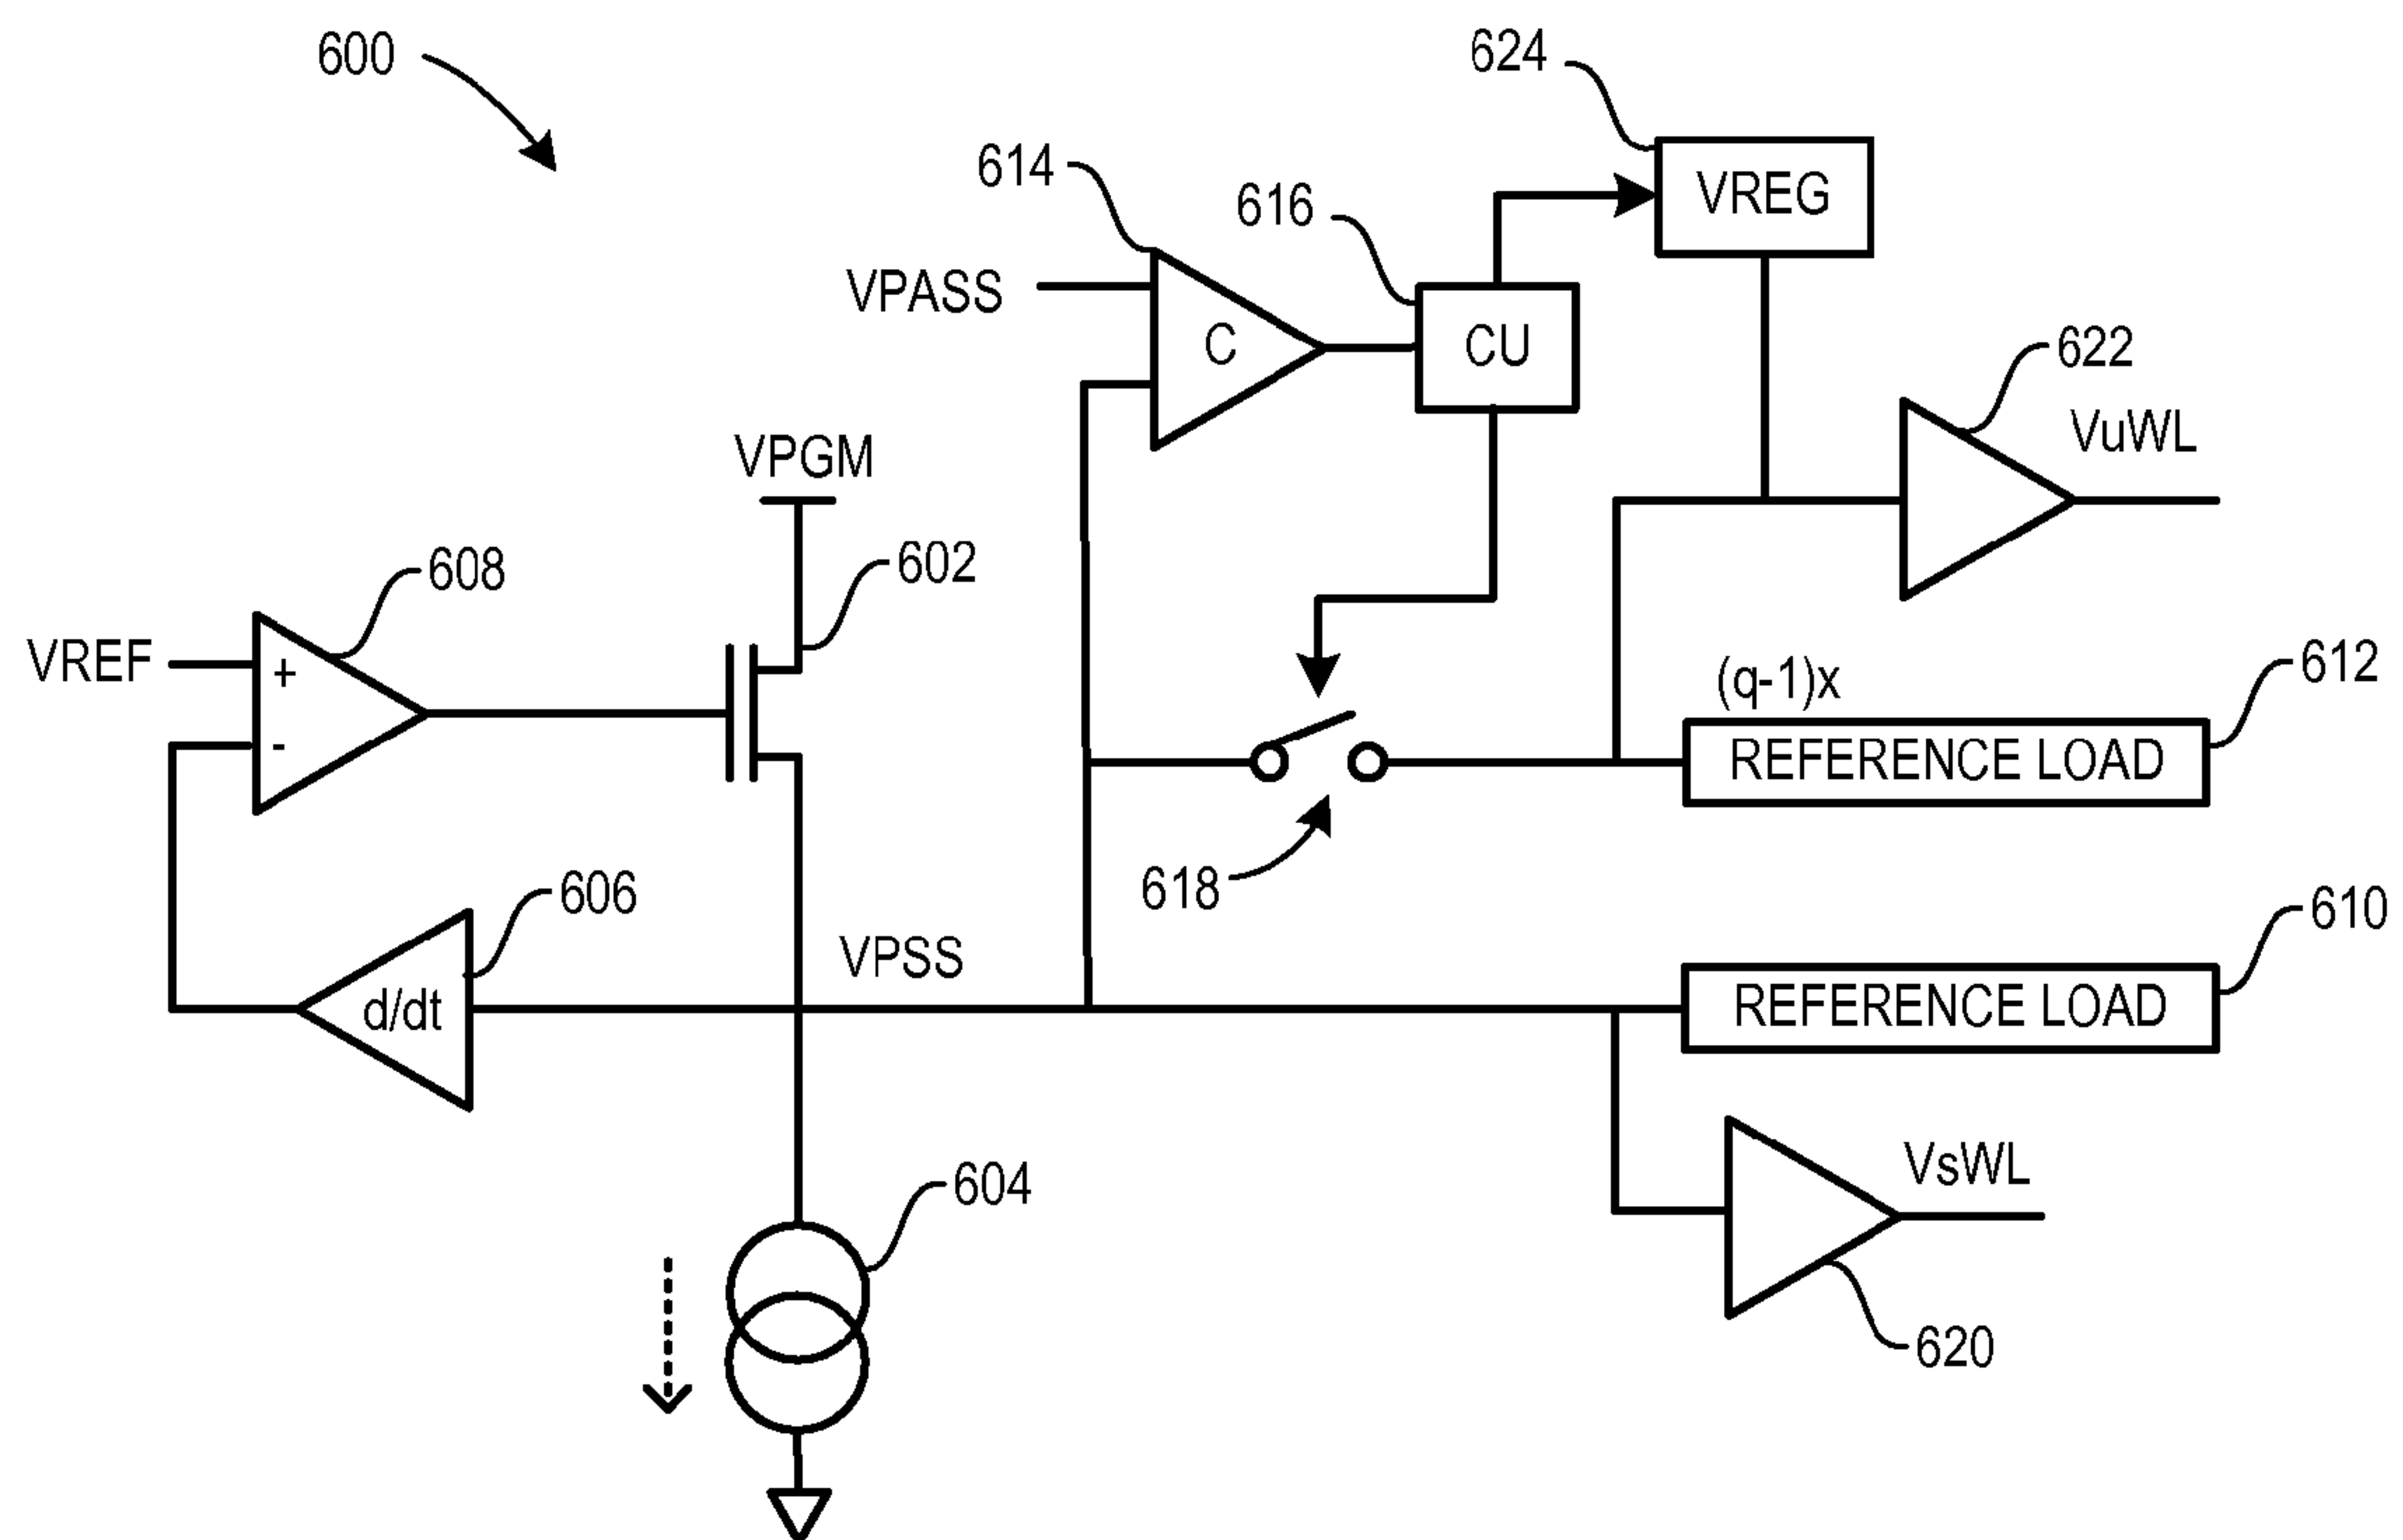 600
624
614
VREG
616
VPASS
C
CU
622
VuWL
VPGM
608
602
VREF
+
(q-1)x
612
-
REFERENCE LOAD
618
606
610
VPSS
d/dt
REFERENCE LOAD
VsWL
604
620